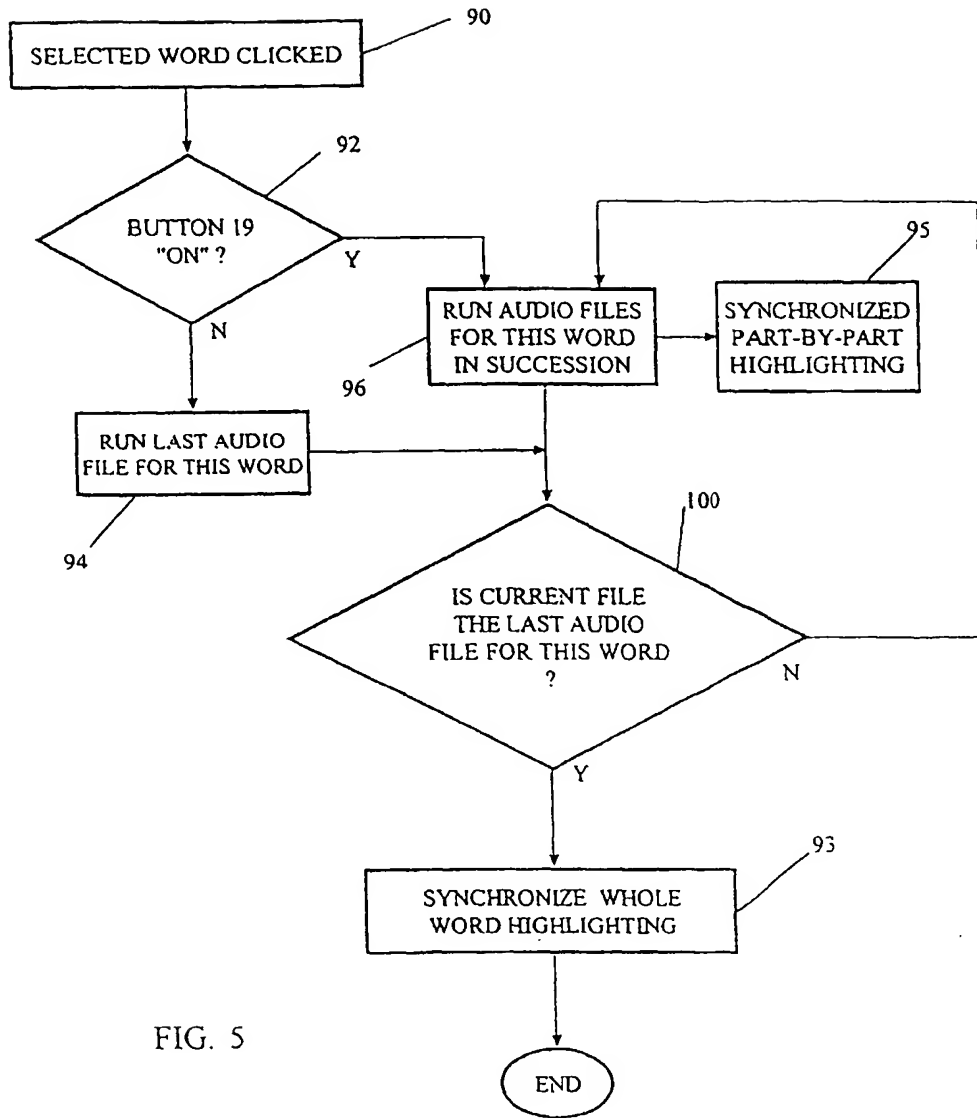 90
SELECTED WORD CLICKED
92
BUTTON 19
"ON" ?
Y
N
95
SYNCHRONIZED
PART-BY-PART
HIGHLIGHTING
RUN AUDIO FILES
FOR THIS WORD
IN SUCCESSION
96
RUN LAST AUDIO
FILE FOR THIS WORD
94
100
IS CURRENT FILE
THE LAST AUDIO
FILE FOR THIS WORD
?
N
Y
93
SYNCHRONIZE WHOLE
WORD HIGHLIGHTING
FIG. 5
END